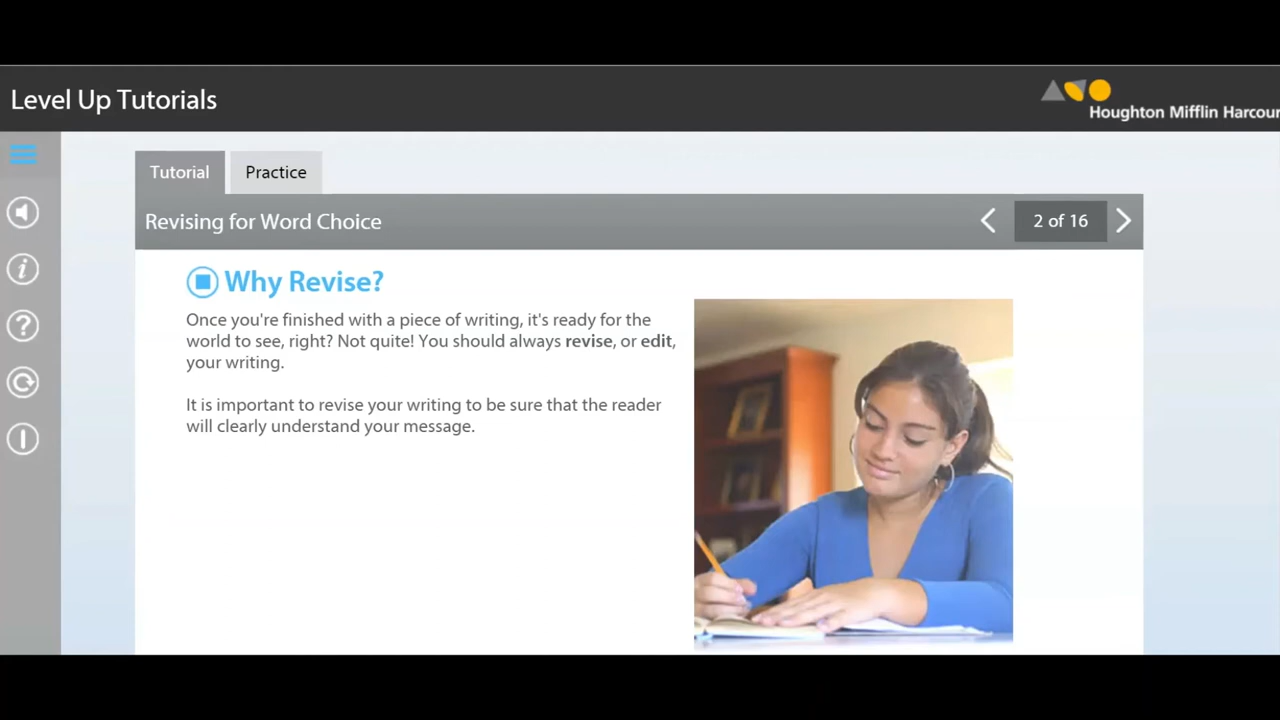 Level Up Tutorials
Houghton Mifflin Harcour
Tutorial
Practice
Revising for Word Choice
2 of 16
Why Revise?
Once you're finished with a piece of writing, it's ready for the
world to see, right? Not quite! You should always revise, or edit,
your writing.
It is important to revise your writing to be sure that the reader
will clearly understand your message.